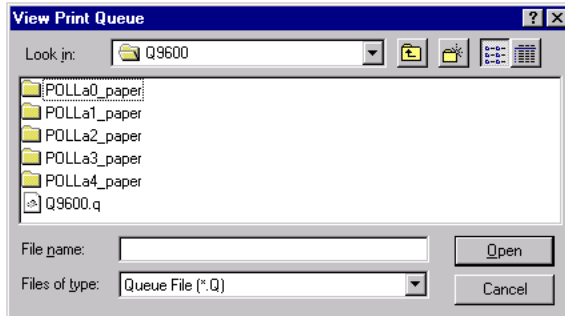 View Print Queue
Look in: Q9600
POLLa0_paper
POLLa1_paper
POLLa2_paper
POLLa3_paper
POLLa4_paper
Q9600.q
File name: Open
Files of type: Queue File (*.Q) Cancel